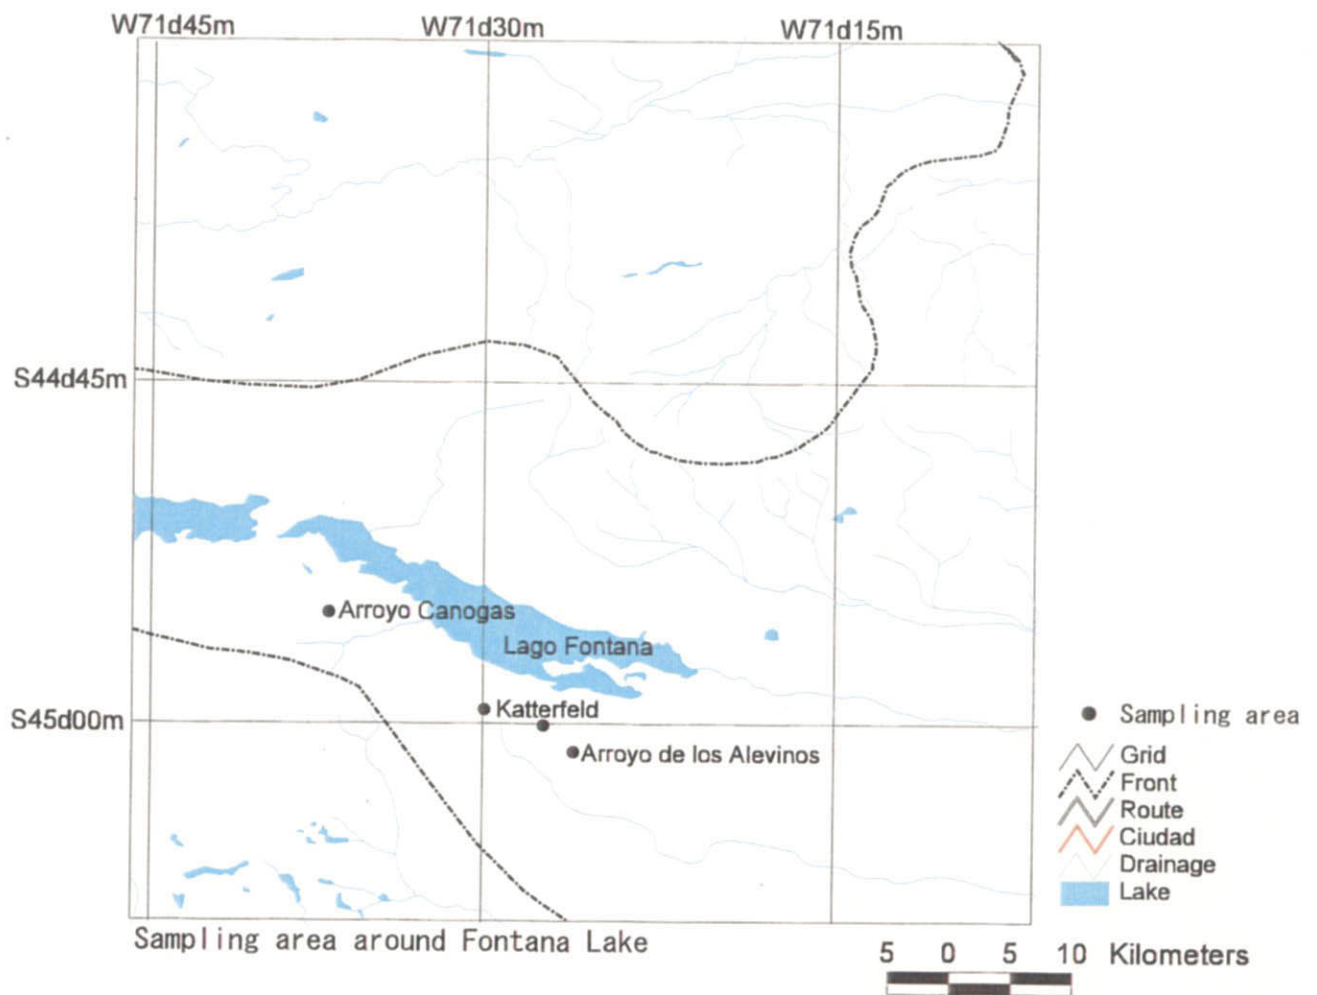 W71d45m W71d30m W71d15m
S44d45m
Arroyo Canogas
Lago Fontana
Katterfeld
S45d00m
Arroyo de los Alevinos
Sampling area
Grid
Front
Route
Ciudad
Drainage
Lake
Sampling area around Fontana Lake
5 0 5 10 Kilometers